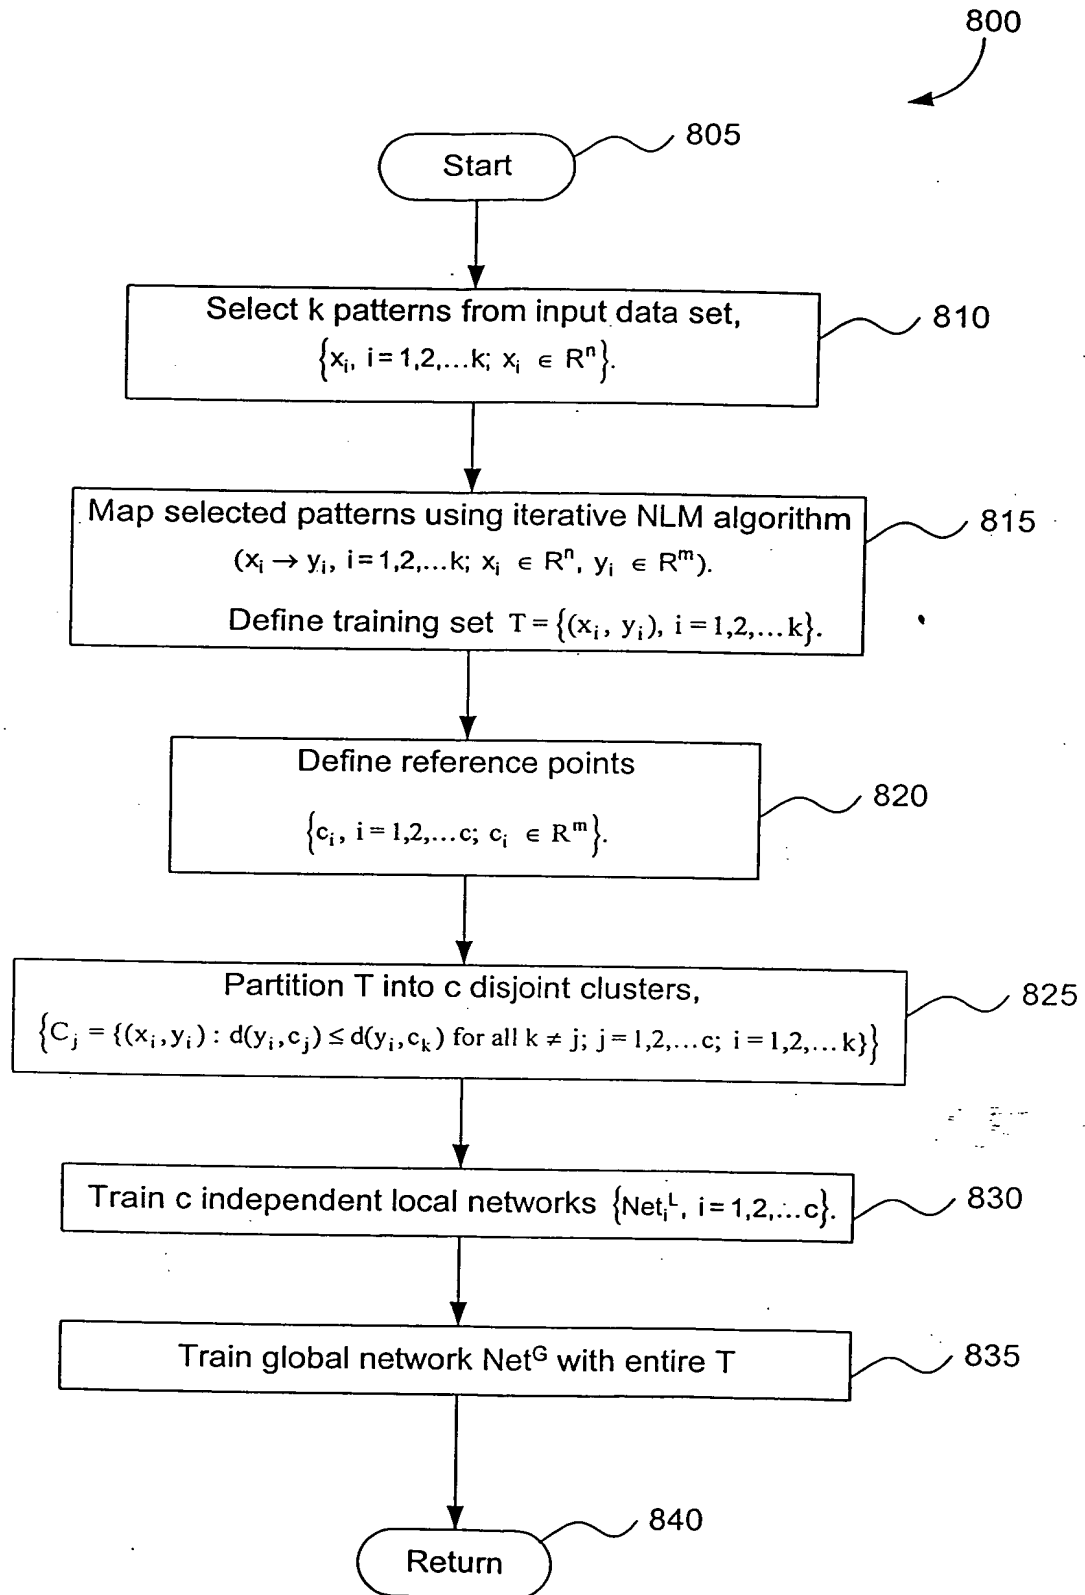 800
Start
805
Select k patterns from input data set,
{xᵢ, i = 1,2,...k; xᵢ ∈ Rⁿ}.
810
Map selected patterns using iterative NLM algorithm
(xᵢ → yᵢ, i = 1,2,...k; xᵢ ∈ Rⁿ, yᵢ ∈ Rᵐ).
Define training set T = {(xᵢ, yᵢ), i = 1,2,...k}.
815
Define reference points
{cᵢ, i = 1,2,...c; cᵢ ∈ Rᵐ}.
820
Partition T into c disjoint clusters,
{Cⱼ = {(xᵢ,yᵢ) : d(yᵢ,cⱼ) ≤ d(yᵢ,cₖ) for all k ≠ j; j = 1,2,...c; i = 1,2,...k}}
825
Train c independent local networks {Netᵢᴸ, i = 1,2,...c}.
830
Train global network Netᴳ with entire T
835
Return
840